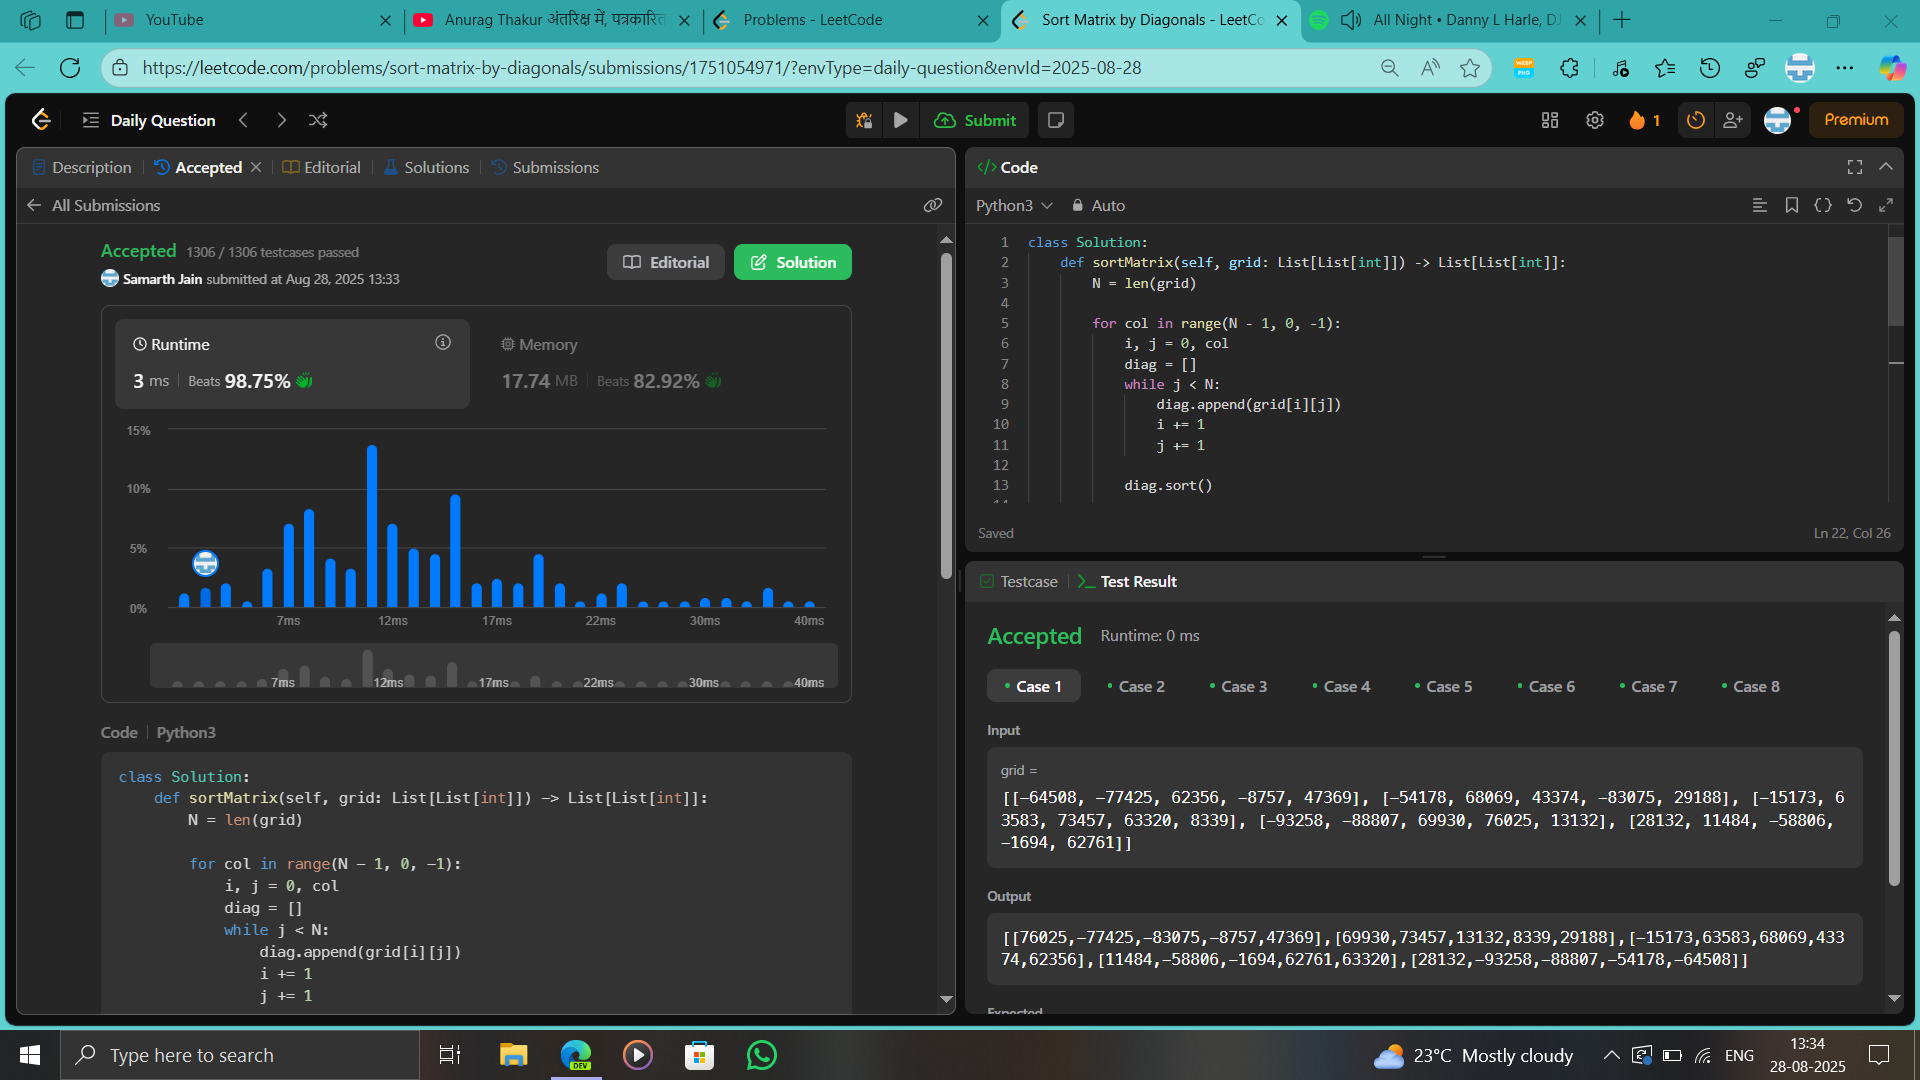 YouTube
Anurag Thakur अंतरिक्ष में, पत्रकारित
Problems - LeetCode
Sort Matrix by Diagonals - LeetCo
All Night • Danny L Harle, D
https://leetcode.com/problems/sort-matrix-by-diagonals/submissions/1751054971/?envType=daily-question&envId=2025-08-28
Daily Question
Submit
1
Premium
Description
Accepted
Editorial
Solutions
Submissions
All Submissions
Accepted 1306 / 1306 testcases passed
Samarth Jain submitted at Aug 28, 2025 13:33
Editorial
Solution
Runtime
3 ms Beats 98.75%
Memory
17.74 MB Beats 82.92%
15%
10%
5%
0%
7ms 12ms 17ms 22ms 30ms 40ms
7ms 12ms 17ms 22ms 30ms 40ms
Code Python3
class Solution:
    def sortMatrix(self, grid: List[List[int]]) -> List[List[int]]:
        N = len(grid)
        for col in range(N - 1, 0, -1):
            i, j = 0, col
            diag = []
            while j < N:
                diag.append(grid[i][j])
                i += 1
                j += 1
</> Code
Python3
Auto
1 class Solution:
2     def sortMatrix(self, grid: List[List[int]]) -> List[List[int]]:
3         N = len(grid)
4
5         for col in range(N - 1, 0, -1):
6             i, j = 0, col
7             diag = []
8             while j < N:
9                 diag.append(grid[i][j])
10                 i += 1
11                 j += 1
12
13             diag.sort()
Saved
Ln 22, Col 26
Testcase
Test Result
Accepted Runtime: 0 ms
Case 1 Case 2 Case 3 Case 4 Case 5 Case 6 Case 7 Case 8
Input
grid =
[[-64508, -77425, 62356, -8757, 47369], [-54178, 68069, 43374, -83075, 29188], [-15173, 6
3583, 73457, 63320, 8339], [-93258, -88807, 69930, 76025, 13132], [28132, 11484, -58806,
-1694, 62761]]
Output
[[76025,-77425,-83075,-8757,47369],[69930,73457,13132,8339,29188],[-15173,63583,68069,433
74,62356],[11484,-58806,-1694,62761,63320],[28132,-93258,-88807,-54178,-64508]]
Expected
Type here to search
DEV
23°C Mostly cloudy
ENG
13:34
28-08-2025